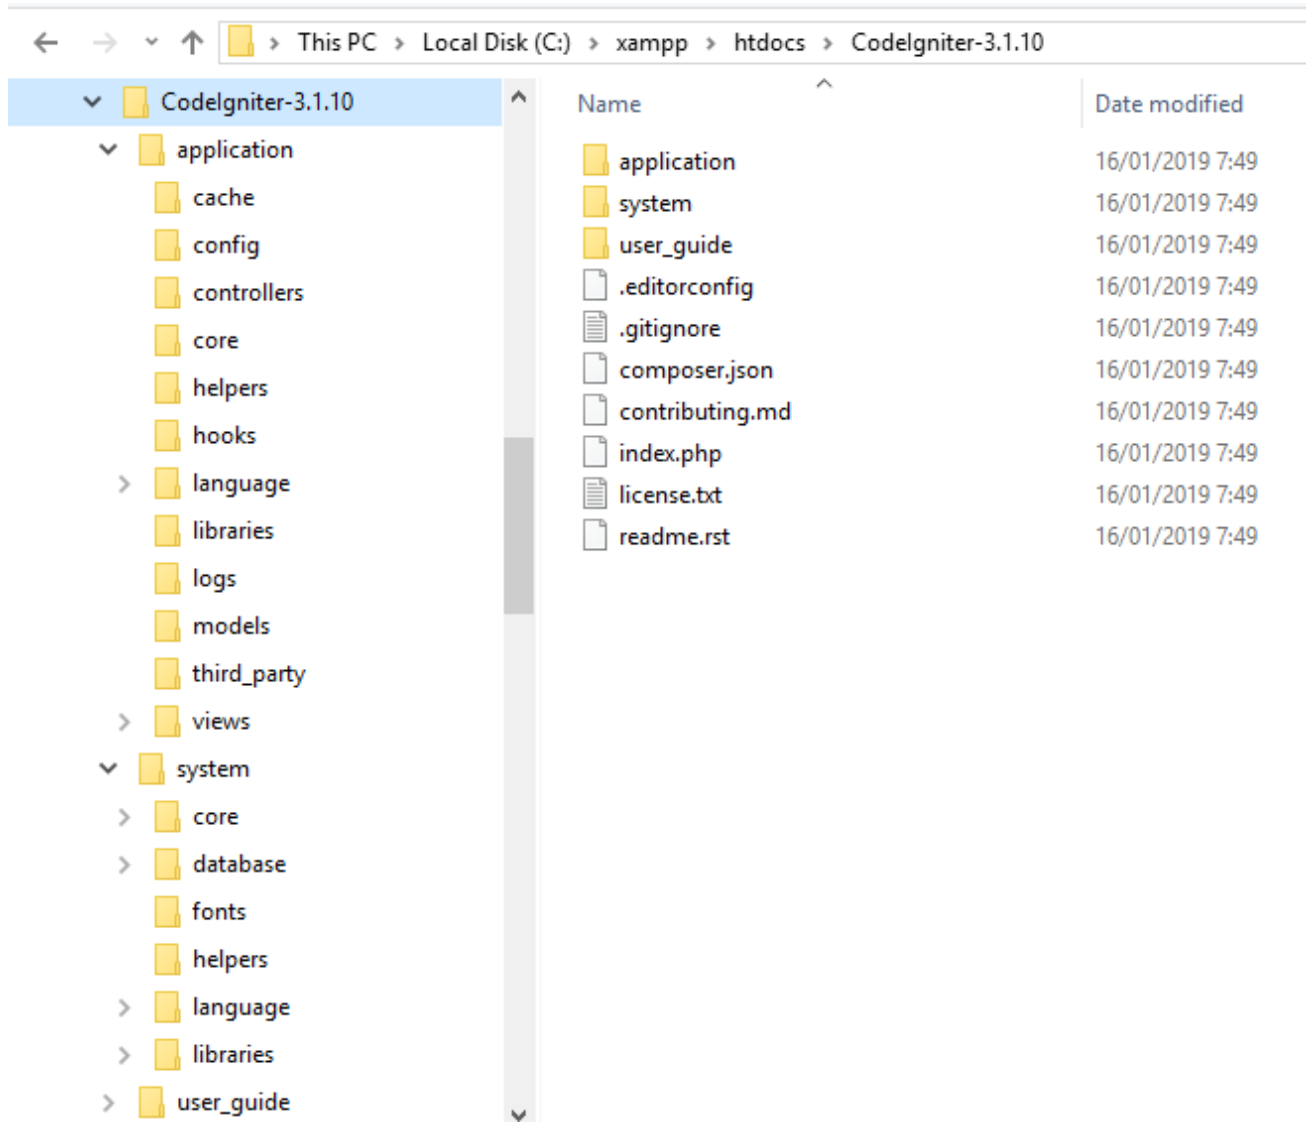 This PC > Local Disk (C:) > xampp > htdocs > CodeIgniter-3.1.10
CodeIgniter-3.1.10
application
cache
config
controllers
core
helpers
hooks
language
libraries
logs
models
third_party
views
system
core
database
fonts
helpers
language
libraries
user_guide
Name Date modified
application 16/01/2019 7:49
system 16/01/2019 7:49
user_guide 16/01/2019 7:49
.editorconfig 16/01/2019 7:49
.gitignore 16/01/2019 7:49
composer.json 16/01/2019 7:49
contributing.md 16/01/2019 7:49
index.php 16/01/2019 7:49
license.txt 16/01/2019 7:49
readme.rst 16/01/2019 7:49